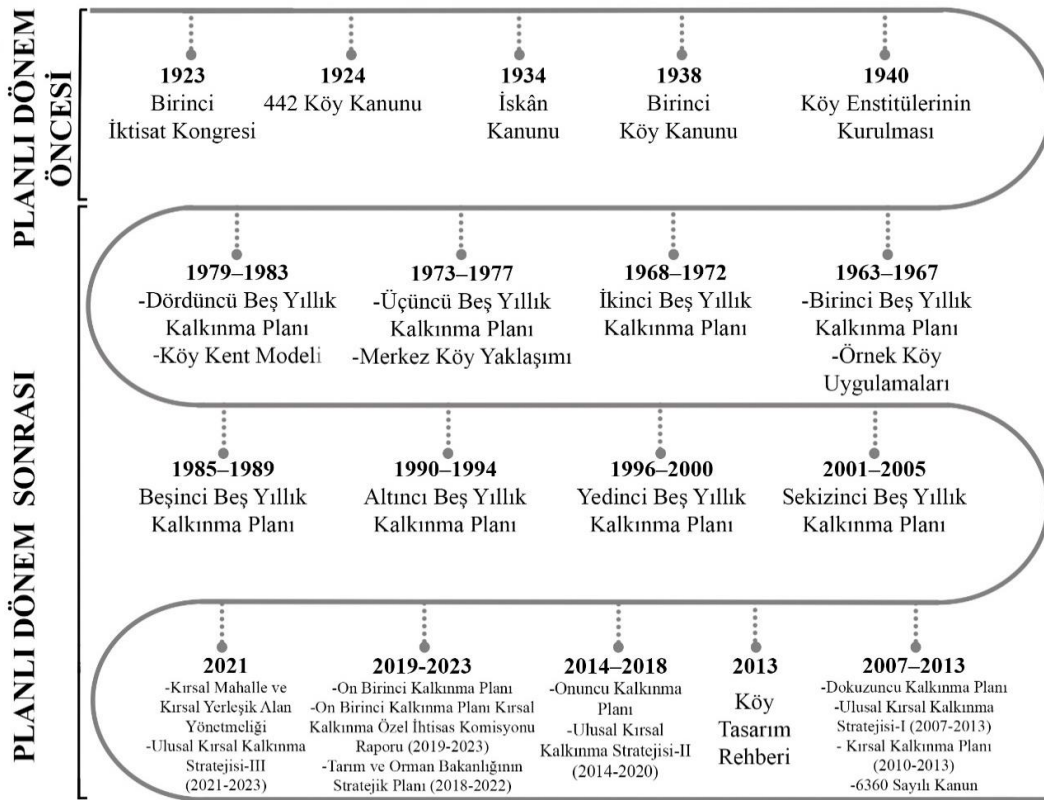 PLANLI DÖNEM
ÖNCESİ
1923
Birinci
İktisat Kongresi
1924
442 Köy Kanunu
1934
İskân
Kanunu
1938
Birinci
Köy Kanunu
1940
Köy Enstitülerinin
Kurulması
PLANLI DÖNEM SONRASI
1979–1983
-Dördüncü Beş Yıllık
Kalkınma Planı
-Köy Kent Modeli
1973–1977
-Üçüncü Beş Yıllık
Kalkınma Planı
-Merkez Köy Yaklaşımı
1968–1972
İkinci Beş Yıllık
Kalkınma Planı
1963–1967
-Birinci Beş Yıllık
Kalkınma Planı
-Örnek Köy
Uygulamaları
1985–1989
Beşinci Beş Yıllık
Kalkınma Planı
1990–1994
Altıncı Beş Yıllık
Kalkınma Planı
1996–2000
Yedinci Beş Yıllık
Kalkınma Planı
2001–2005
Sekizinci Beş Yıllık
Kalkınma Planı
2021
-Kırsal Mahalle ve
Kırsal Yerleşik Alan
Yönetmeliği
-Ulusal Kırsal Kalkınma
Stratejisi-III
(2021-2023)
2019-2023
-On Birinci Kalkınma Planı
-On Birinci Kalkınma Planı Kırsal
Kalkınma Özel İhtisas Komisyonu
Raporu (2019-2023)
-Tarım ve Orman Bakanlığının
Stratejik Planı (2018-2022)
2014–2018
-Onuncu Kalkınma
Planı
-Ulusal Kırsal
Kalkınma Stratejisi-II
(2014-2020)
2013
Köy
Tasarım
Rehberi
2007–2013
-Dokuzuncu Kalkınma Planı
-Ulusal Kırsal Kalkınma
Stratejisi-I (2007-2013)
- Kırsal Kalkınma Planı
(2010-2013)
-6360 Sayılı Kanun